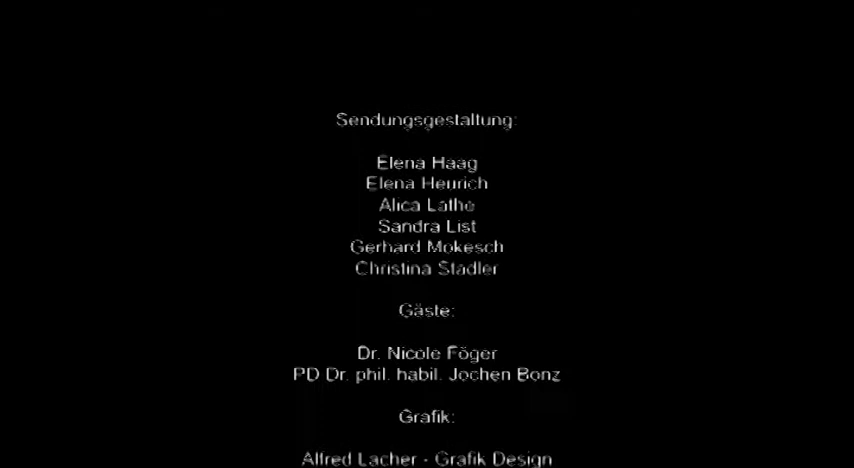 Sendungsgestaltung:
Elena Haag
Elena Heurich
Alica Lathe
Sandra List
Gerhard Mokesch
Christina Stadler
Gäste:
Dr. Nicole Föger
PD Dr. phil. habil. Jochen Bonz
Grafik:
Alfred Lacher - Grafik Design